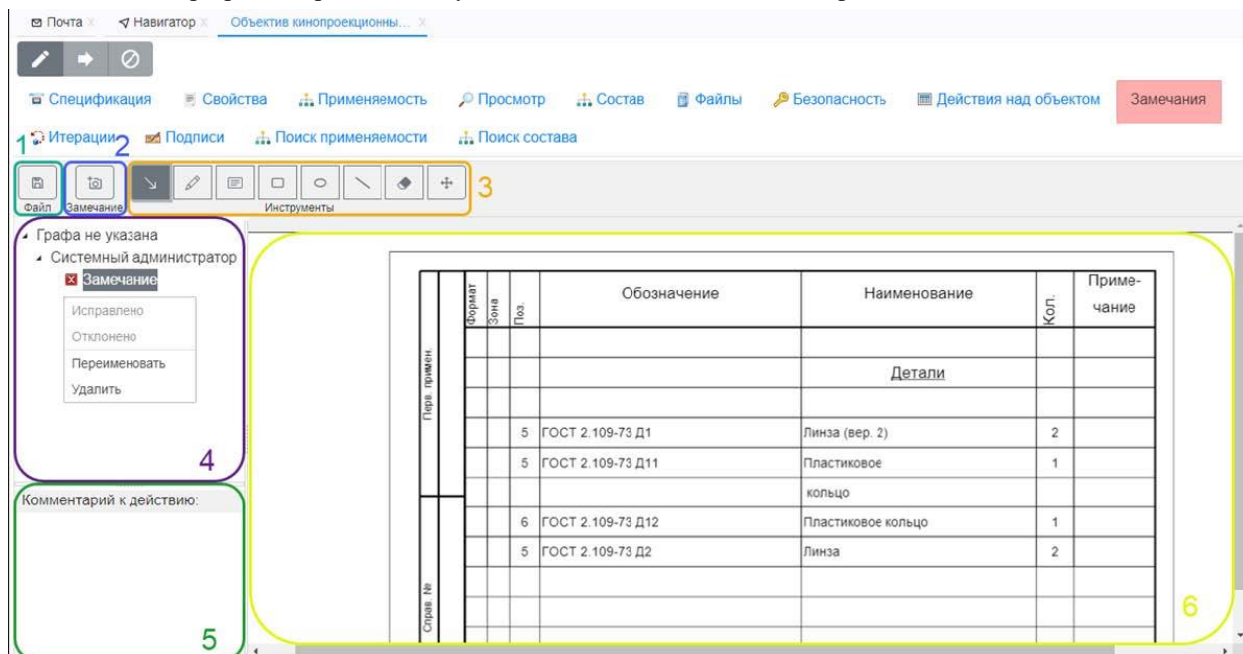 Почта Навигатор Объектив кинопроекционны...
Спецификация Свойства Применяемость Просмотр Состав Файлы Безопасность Действия над объектом Замечания
1 Итерации 2 Подписи Поиск применяемости Поиск состава
Файл Замечание Инструменты 3
Графа не указана
Системный администратор
Замечание
Исправлено
Отклонено
Переименовать
Удалить
4
Комментарий к действию:
5
Перв. примен.
Справ. №
Формат Зона Поз. Обозначение Наименование Кол. Приме-
чание
Детали
5 ГОСТ 2.109-73 Д1 Линза (вер. 2) 2
5 ГОСТ 2.109-73 Д11 Пластиковое 1
кольцо
6 ГОСТ 2.109-73 Д12 Пластиковое кольцо 1
5 ГОСТ 2.109-73 Д2 Линза 2
6